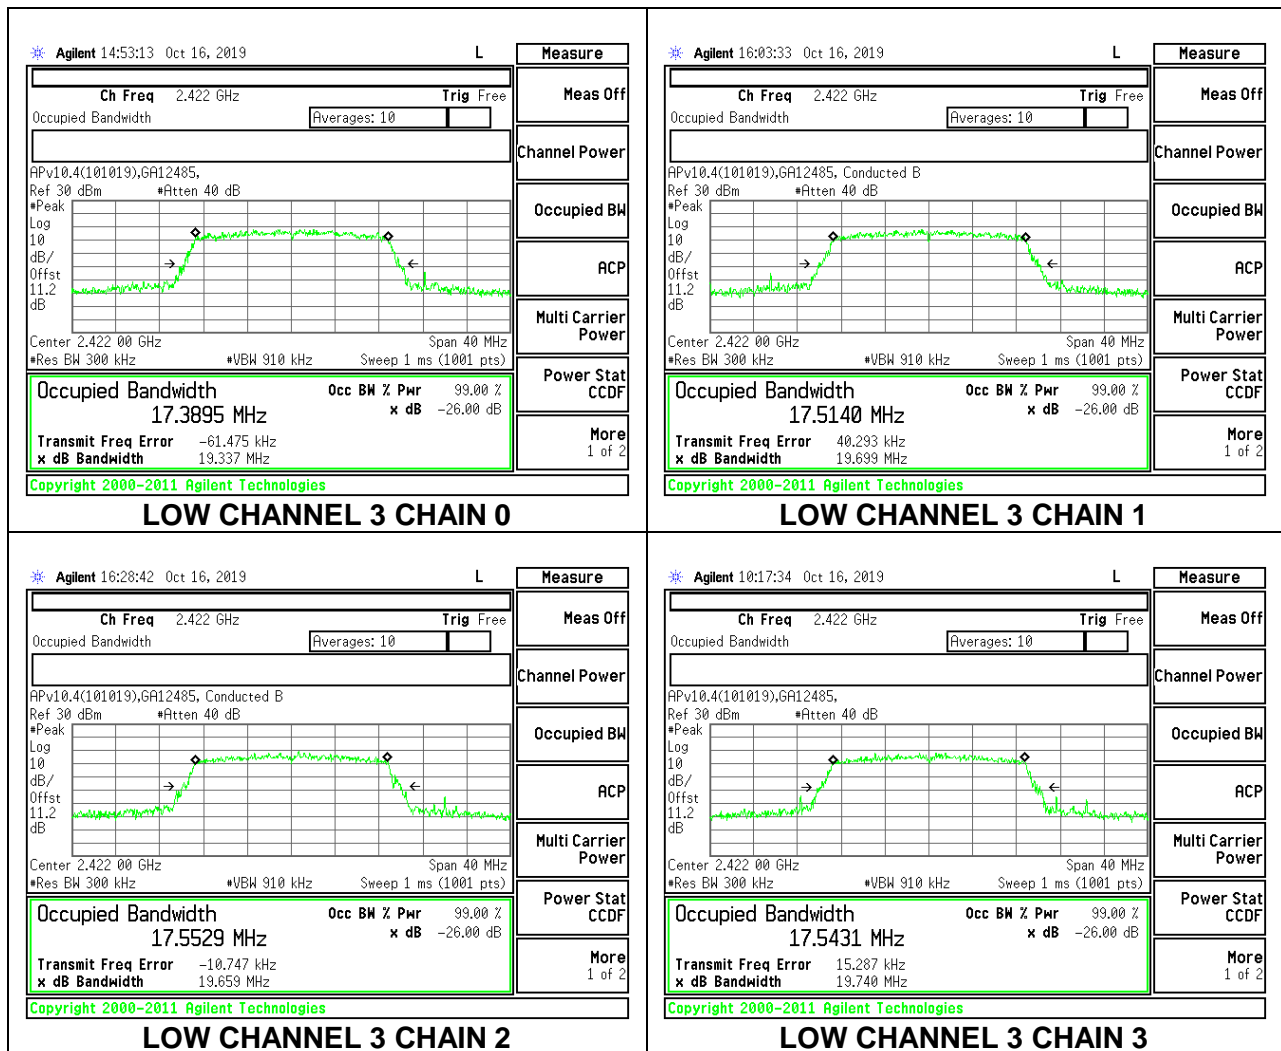 Agilent 14:53:13 Oct 16, 2019 L
Measure
Ch Freq 2.422 GHz Trig Free
Meas Off
Occupied Bandwidth Averages: 10
Channel Power
APv10.4(101019),GA12485,
Ref 30 dBm #Atten 40 dB
#Peak
Log
10
dB/
Offst
11.2
dB
Occupied BW
ACP
Multi Carrier
Power
Center 2.422 00 GHz Span 40 MHz
#Res BW 300 kHz #VBW 910 kHz Sweep 1 ms (1001 pts)
Power Stat
CCDF
Occupied Bandwidth Occ BW % Pwr 99.00 %
17.3895 MHz x dB -26.00 dB
Transmit Freq Error -61.475 kHz
x dB Bandwidth 19.337 MHz
More
1 of 2
Copyright 2000-2011 Agilent Technologies
LOW CHANNEL 3 CHAIN 0
Agilent 16:03:33 Oct 16, 2019 L
Measure
Ch Freq 2.422 GHz Trig Free
Meas Off
Occupied Bandwidth Averages: 10
Channel Power
APv10.4(101019),GA12485, Conducted B
Ref 30 dBm #Atten 40 dB
#Peak
Log
10
dB/
Offst
11.2
dB
Occupied BW
ACP
Multi Carrier
Power
Center 2.422 00 GHz Span 40 MHz
#Res BW 300 kHz #VBW 910 kHz Sweep 1 ms (1001 pts)
Power Stat
CCDF
Occupied Bandwidth Occ BW % Pwr 99.00 %
17.5140 MHz x dB -26.00 dB
Transmit Freq Error 40.293 kHz
x dB Bandwidth 19.699 MHz
More
1 of 2
Copyright 2000-2011 Agilent Technologies
LOW CHANNEL 3 CHAIN 1
Agilent 16:28:42 Oct 16, 2019 L
Measure
Ch Freq 2.422 GHz Trig Free
Meas Off
Occupied Bandwidth Averages: 10
Channel Power
APv10.4(101019),GA12485, Conducted B
Ref 30 dBm #Atten 40 dB
#Peak
Log
10
dB/
Offst
11.2
dB
Occupied BW
ACP
Multi Carrier
Power
Center 2.422 00 GHz Span 40 MHz
#Res BW 300 kHz #VBW 910 kHz Sweep 1 ms (1001 pts)
Power Stat
CCDF
Occupied Bandwidth Occ BW % Pwr 99.00 %
17.5529 MHz x dB -26.00 dB
Transmit Freq Error -10.747 kHz
x dB Bandwidth 19.659 MHz
More
1 of 2
Copyright 2000-2011 Agilent Technologies
LOW CHANNEL 3 CHAIN 2
Agilent 10:17:34 Oct 16, 2019 L
Measure
Ch Freq 2.422 GHz Trig Free
Meas Off
Occupied Bandwidth Averages: 10
Channel Power
APv10.4(101019),GA12485,
Ref 30 dBm #Atten 40 dB
#Peak
Log
10
dB/
Offst
11.2
dB
Occupied BW
ACP
Multi Carrier
Power
Center 2.422 00 GHz Span 40 MHz
#Res BW 300 kHz #VBW 910 kHz Sweep 1 ms (1001 pts)
Power Stat
CCDF
Occupied Bandwidth Occ BW % Pwr 99.00 %
17.5431 MHz x dB -26.00 dB
Transmit Freq Error 15.287 kHz
x dB Bandwidth 19.740 MHz
More
1 of 2
Copyright 2000-2011 Agilent Technologies
LOW CHANNEL 3 CHAIN 3